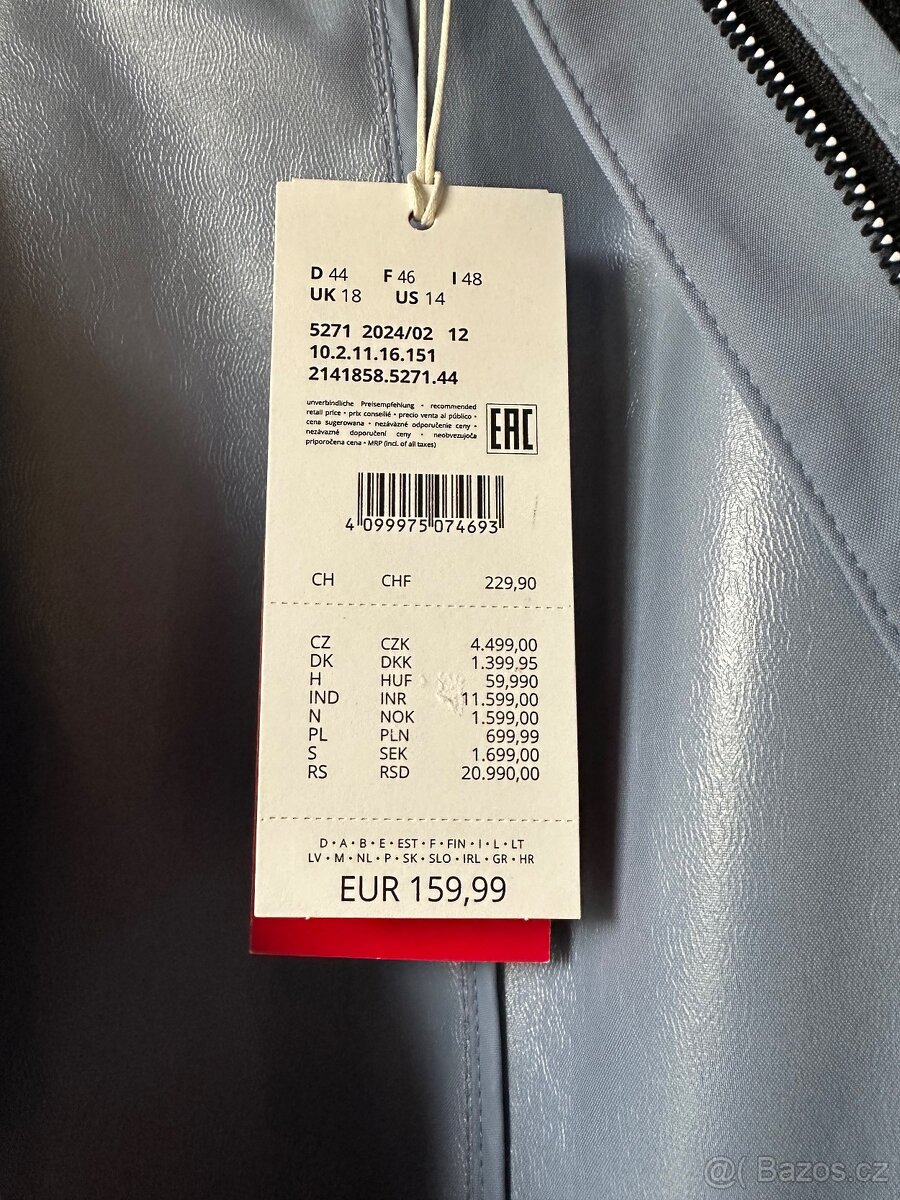 D 44 F 46 I 48
UK 18 US 14
5271 2024/02 12
10.2.11.16.151
2141858.5271.44
unverbindliche Preisempfehlung • recommended
retail price • prix conseillé • precio venta al público •
cena sugerowana • nezáväzné odporučenie ceny •
nezávazné doporučení ceny • neobvezujoča
priporočena cena • MRP (incl. of all taxes)
EAC
4 099975 074693
CH CHF 229,90
CZ CZK 4.499,00
DK DKK 1.399,95
H HUF 59,990
IND INR 11.599,00
N NOK 1.599,00
PL PLN 699,99
S SEK 1.699,00
RS RSD 20.990,00
D • A • B • E • EST • F • FIN • I • L • LT
LV • M • NL • P • SK • SLO • IRL • GR • HR
EUR 159,99
@( Bazos.cz